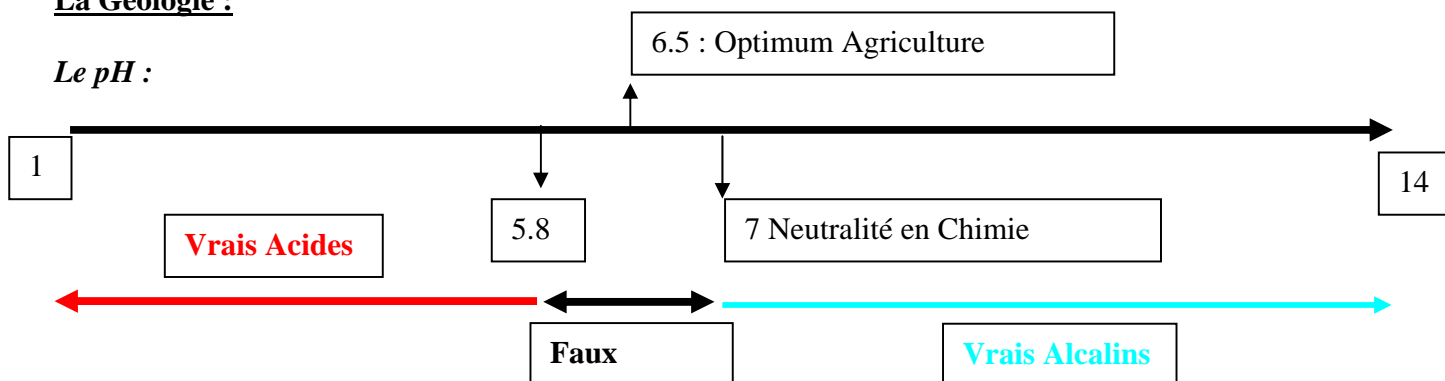 La Géologie :
6.5 : Optimum Agriculture
Le pH :
1
14
5.8
7 Neutralité en Chimie
Vrais Acides
Faux
Vrais Alcalins